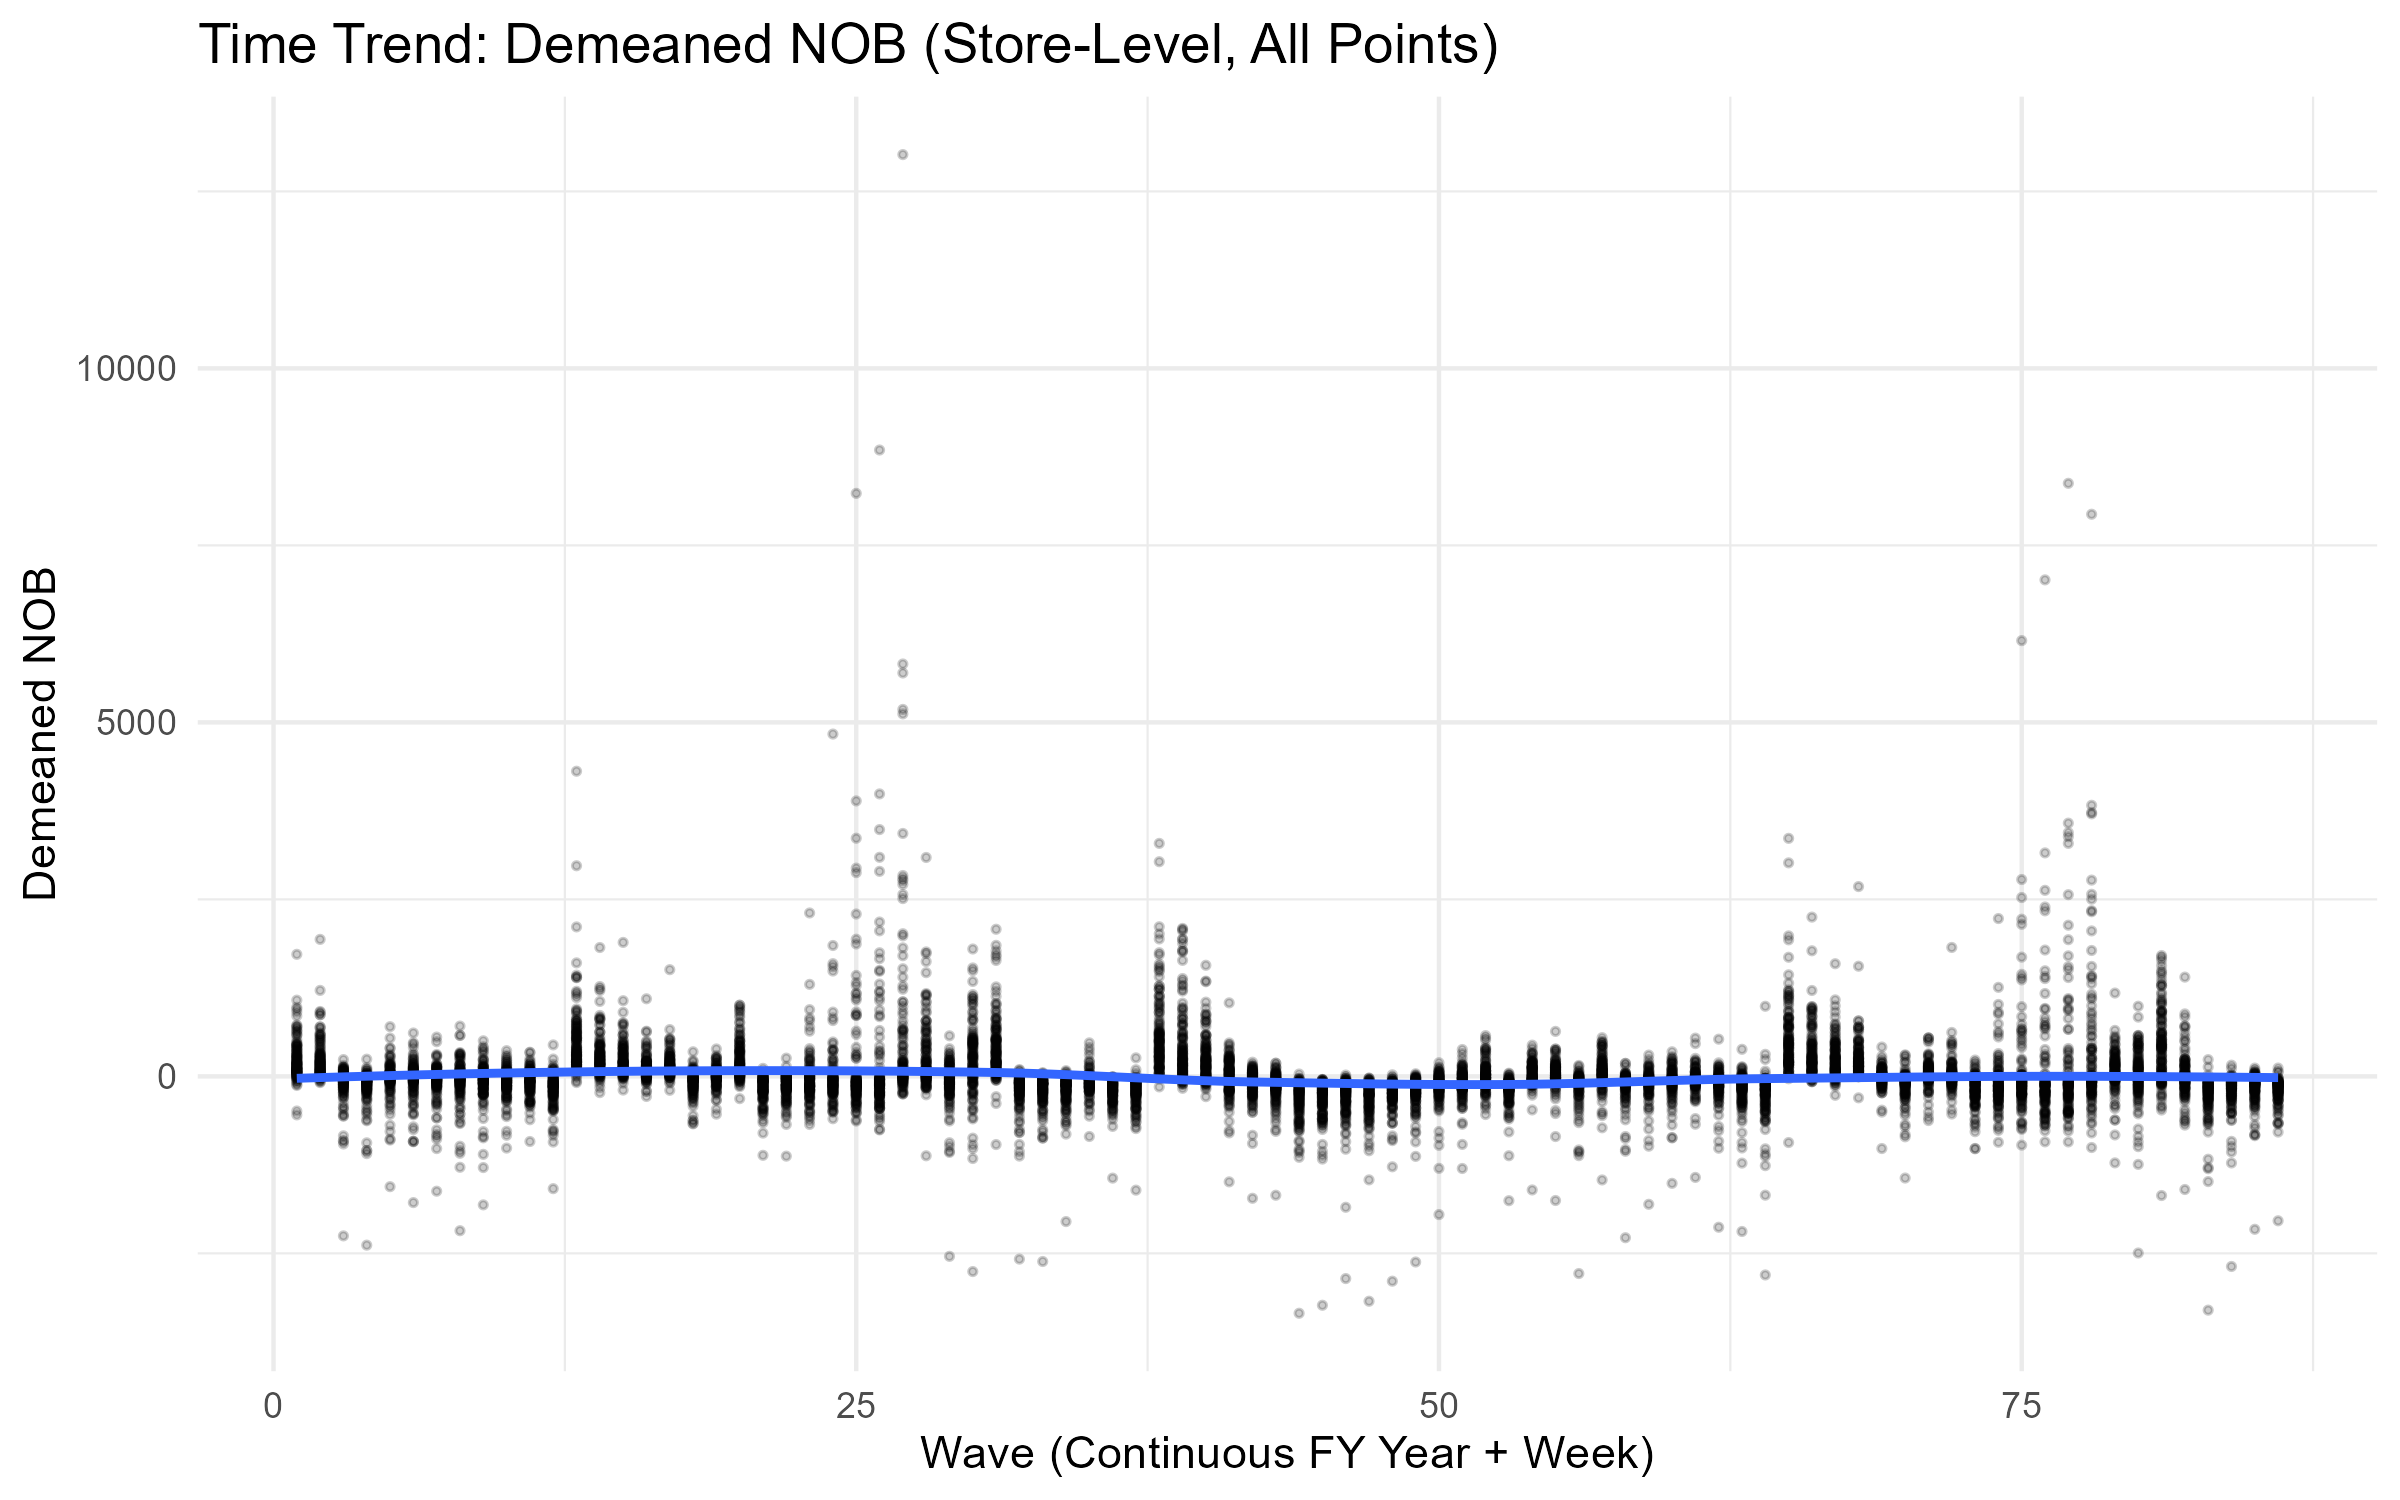 Time Trend: Demeaned NOB (Store-Level, All Points)
Demeaned NOB
10000
5000
0
0
25
50
75
Wave (Continuous FY Year + Week)